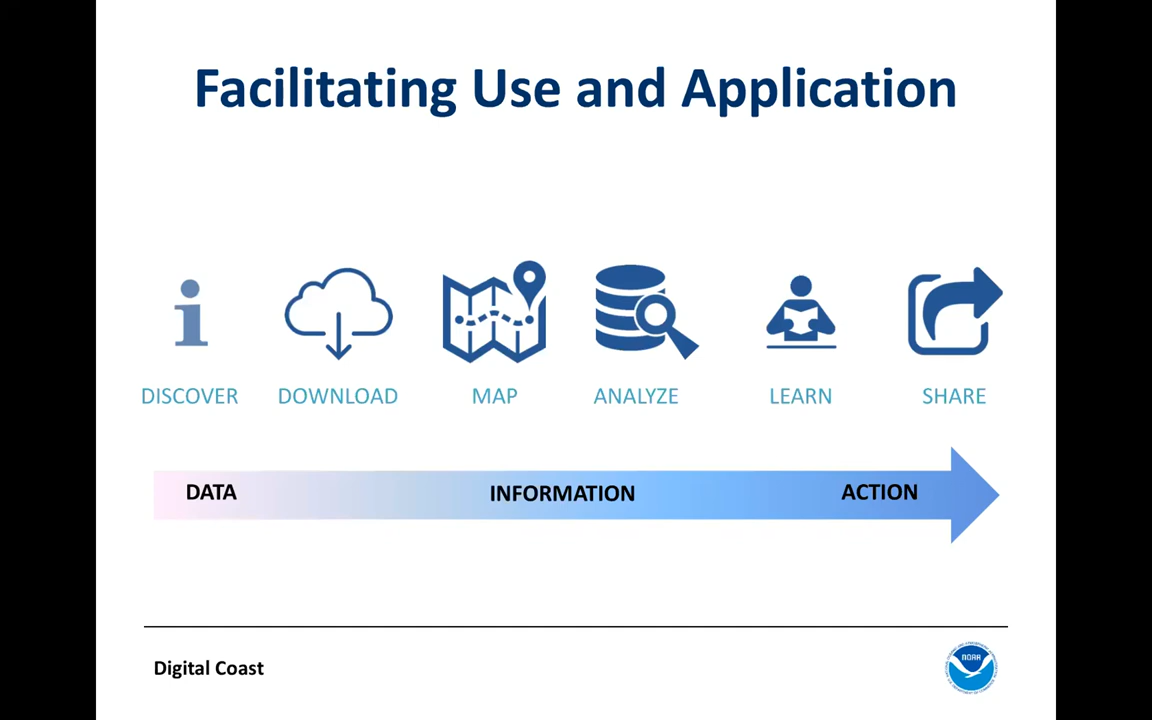 Facilitating Use and Application
DISCOVER DOWNLOAD MAP ANALYZE LEARN SHARE
DATA INFORMATION ACTION
Digital Coast
NOAA